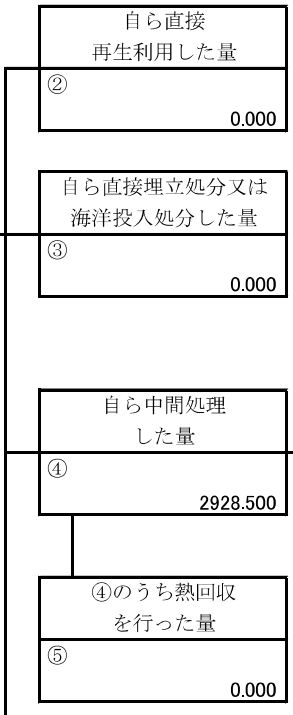 自ら直接
再生利用した量
②
0.000
自ら直接埋立処分又は
海洋投入処分した量
③
0.000
自ら中間処理
した量
④
2928.500
④のうち熱回収
を行った量
⑤
0.000